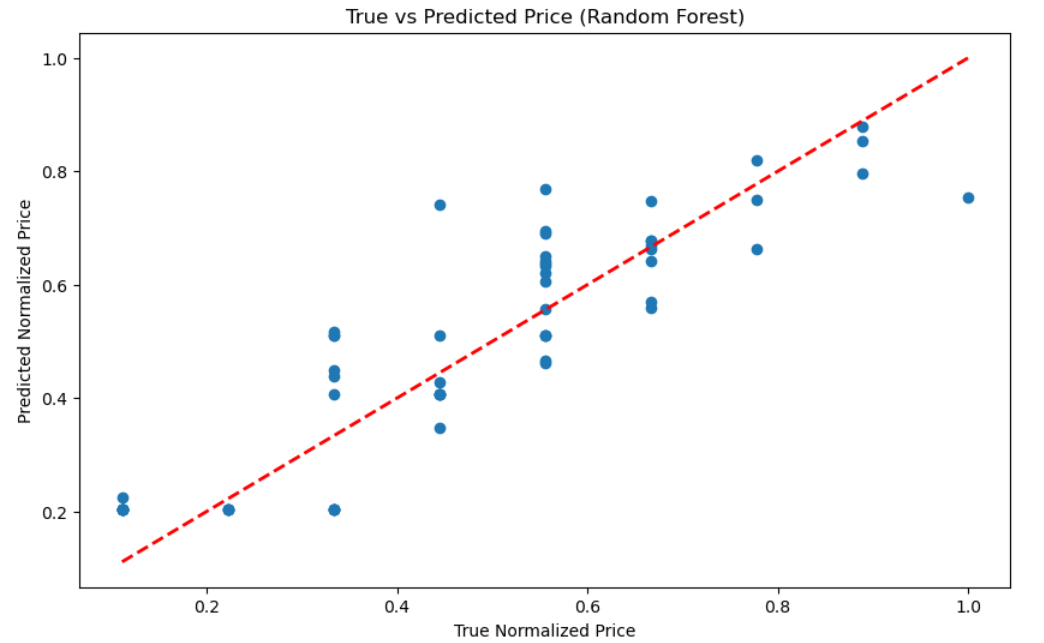 True vs Predicted Price (Random Forest)
1.0
0.8
0.6
0.4
0.2
Predicted Normalized Price
0.2 0.4 0.6 0.8 1.0
True Normalized Price